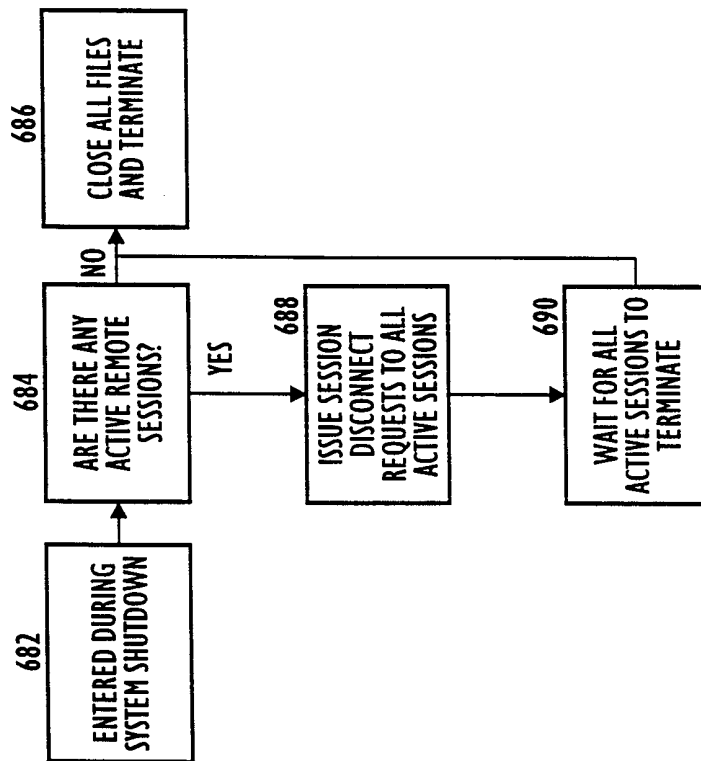 682
ENTERED DURING
SYSTEM SHUTDOWN
684
ARE THERE ANY
ACTIVE REMOTE
SESSIONS?
NO
686
CLOSE ALL FILES
AND TERMINATE
YES
688
ISSUE SESSION
DISCONNECT
REQUESTS TO ALL
ACTIVE SESSIONS
690
WAIT FOR ALL
ACTIVE SESSIONS TO
TERMINATE